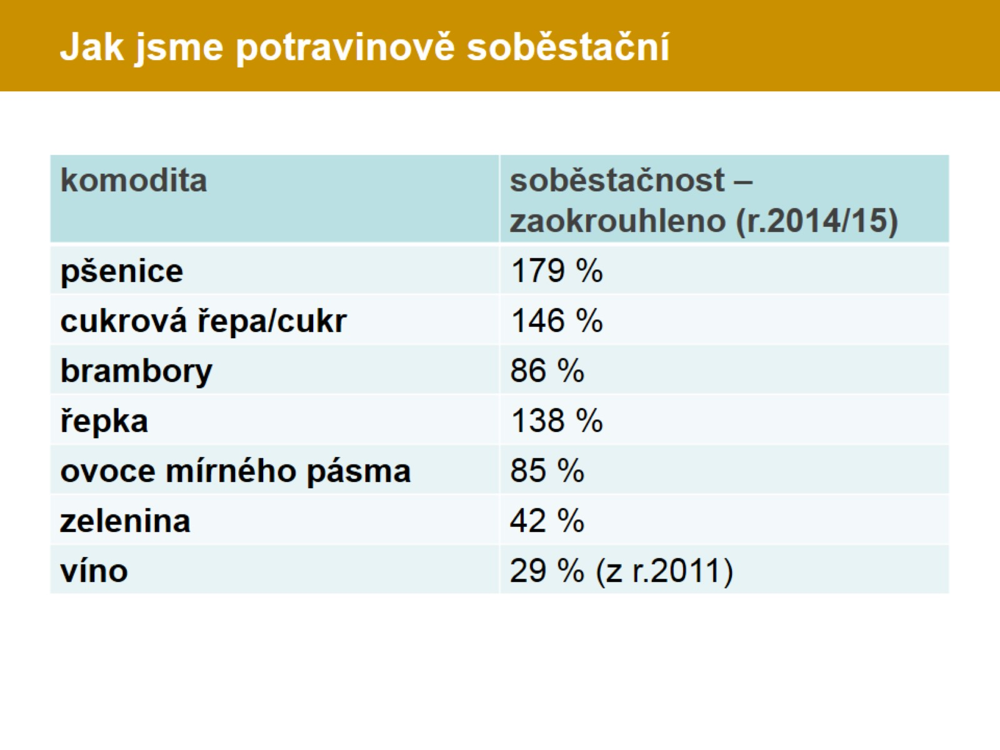 Jak jsme potravinově soběstační
komodita
soběstačnost –
zaokrouhleno (r.2014/15)
pšenice 179 %
cukrová řepa/cukr 146 %
brambory 86 %
řepka 138 %
ovoce mírného pásma 85 %
zelenina 42 %
víno 29 % (z r.2011)